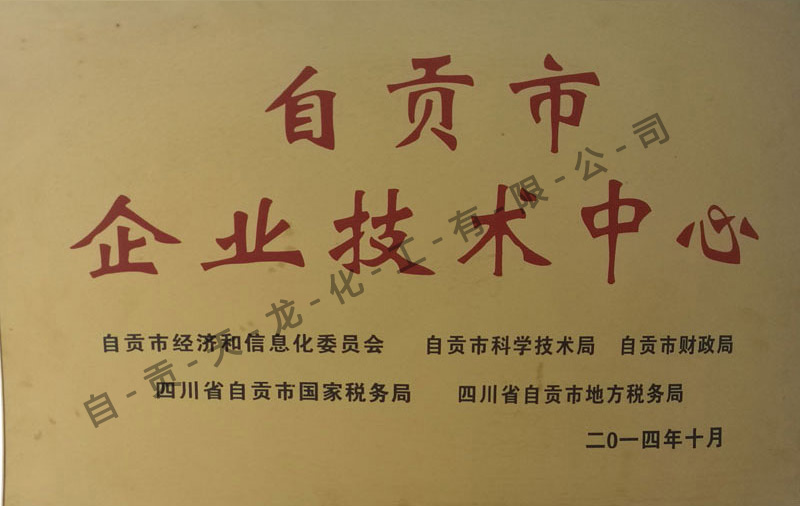 自贡市
企业技术中心
自贡市经济和信息化委员会 自贡市科学技术局 自贡市财政局
四川省自贡市国家税务局 四川省自贡市地方税务局
二〇一四年十月
自-贡-天-龙-化-工-有-限-公-司